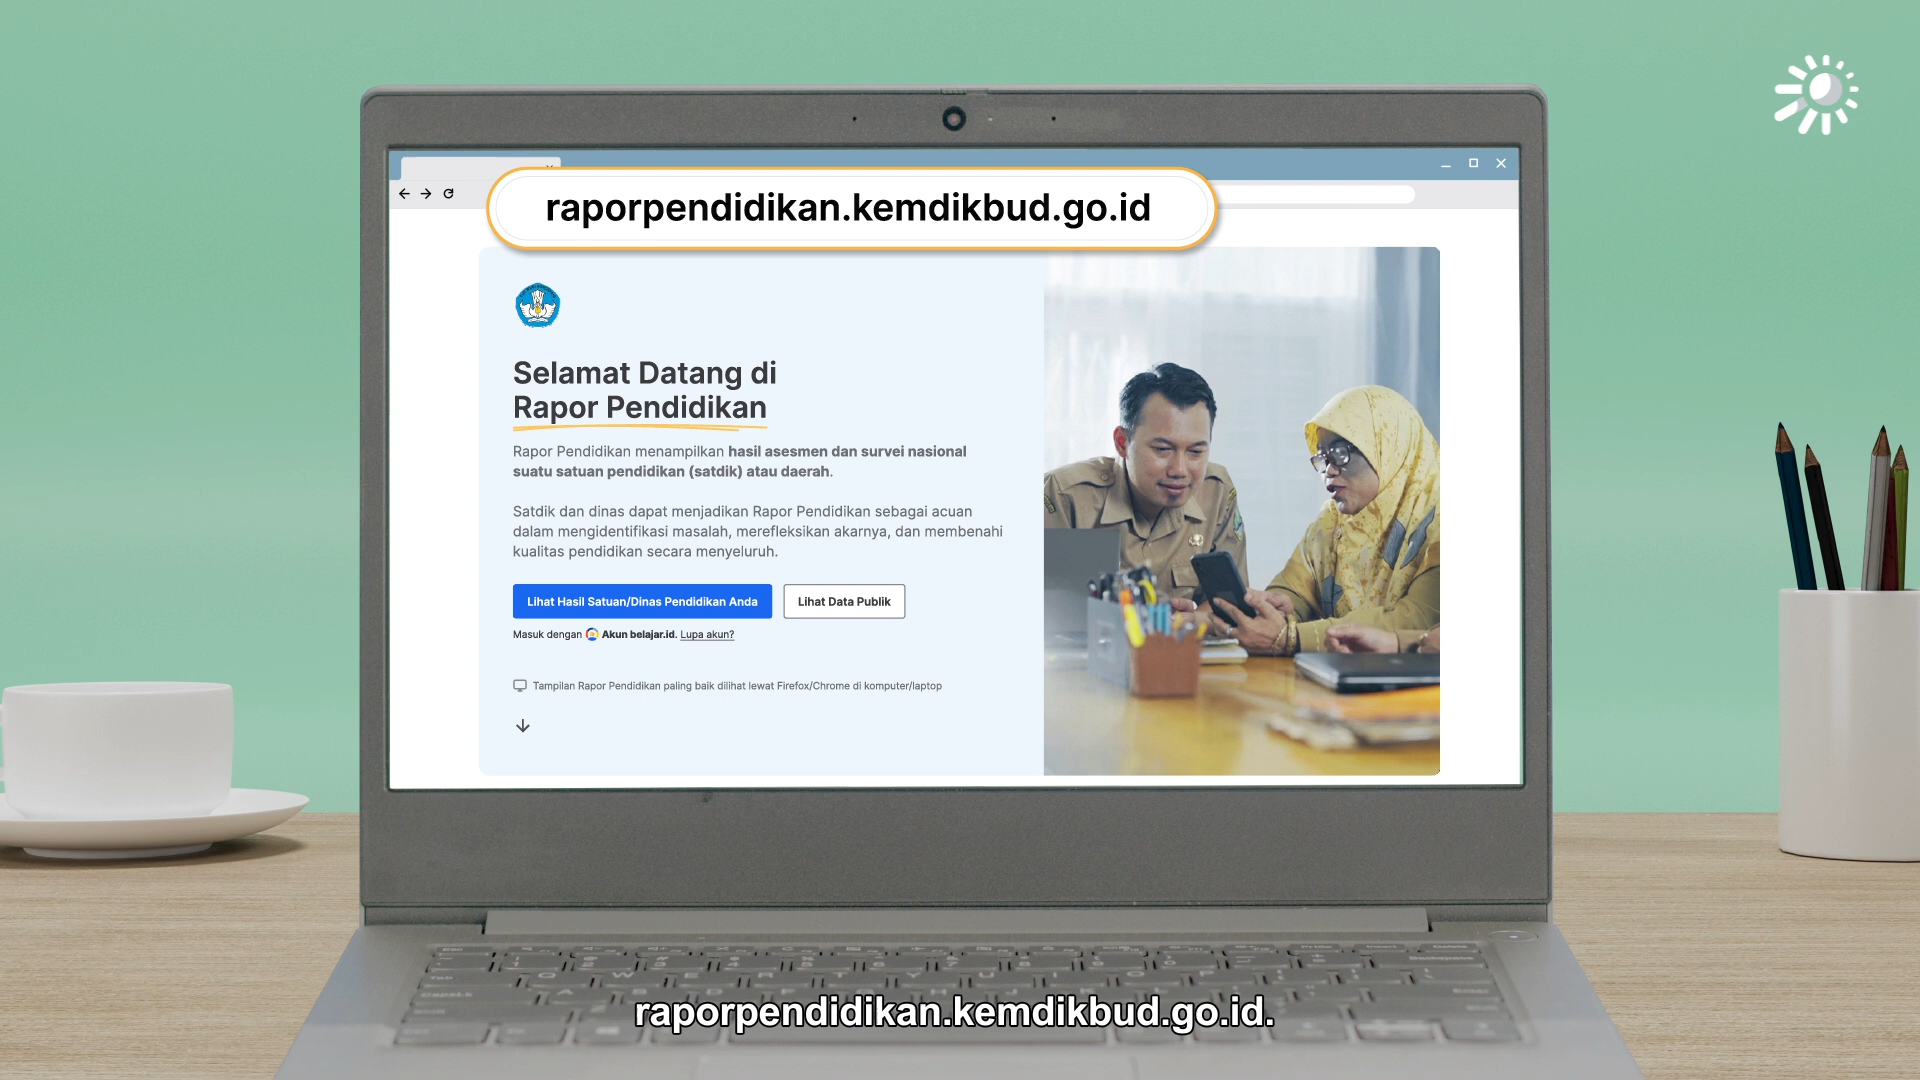 raporpendidikan.kemdikbud.go.id
Selamat Datang di
Rapor Pendidikan
Rapor Pendidikan menampilkan hasil asesmen dan survei nasional
suatu satuan pendidikan (satdik) atau daerah.
Satdik dan dinas dapat menjadikan Rapor Pendidikan sebagai acuan
dalam mengidentifikasi masalah, merefleksikan akarnya, dan membenahi
kualitas pendidikan secara menyeluruh.
Lihat Hasil Satuan/Dinas Pendidikan Anda
Lihat Data Publik
Masuk dengan Akun belajar.id. Lupa akun?
Tampilan Rapor Pendidikan paling baik dilihat lewat Firefox/Chrome di komputer/laptop
raporpendidikan.kemdikbud.go.id.